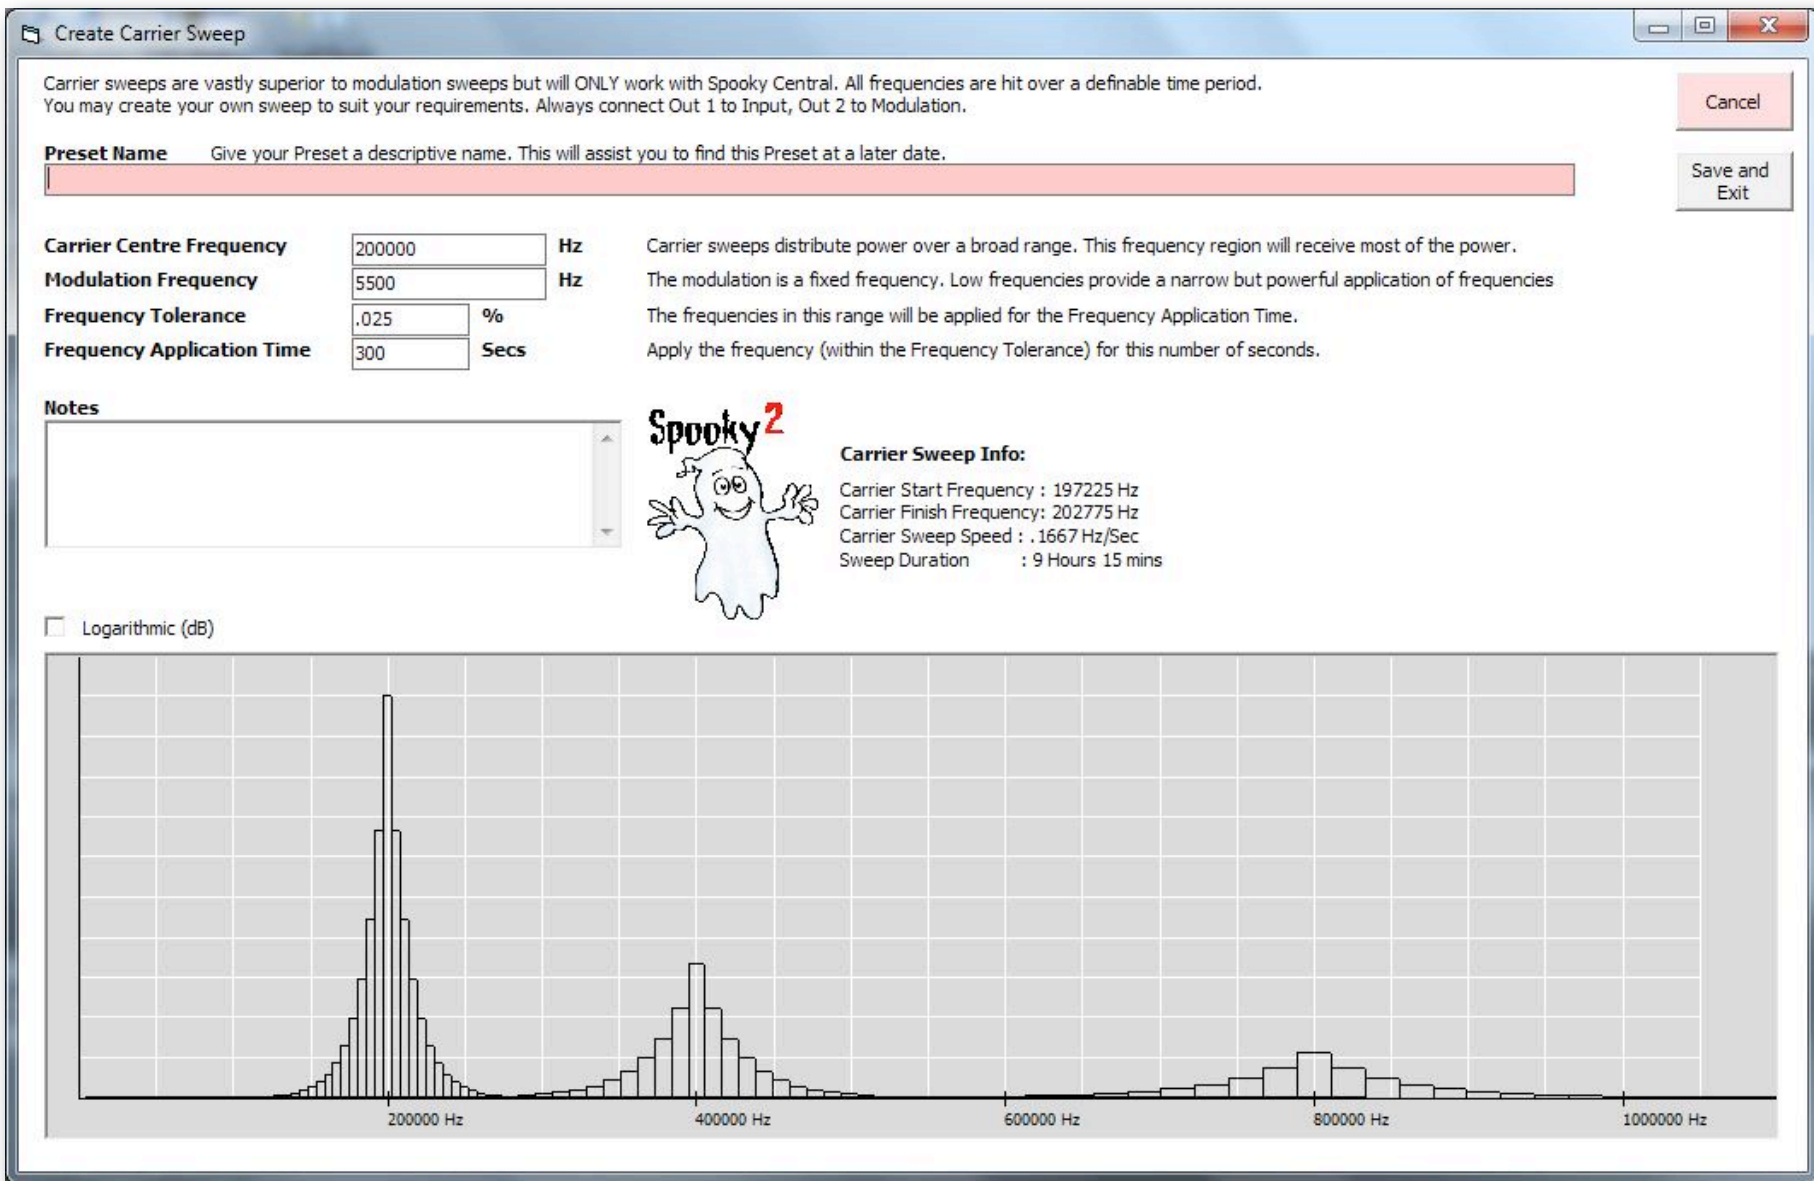 Create Carrier Sweep
Carrier sweeps are vastly superior to modulation sweeps but will ONLY work with Spooky Central. All frequencies are hit over a definable time period.
You may create your own sweep to suit your requirements. Always connect Out 1 to Input, Out 2 to Modulation.
Cancel
Preset Name Give your Preset a descriptive name. This will assist you to find this Preset at a later date.
Save and
Exit
Carrier Centre Frequency 200000 Hz Carrier sweeps distribute power over a broad range. This frequency region will receive most of the power.
Modulation Frequency 5500 Hz The modulation is a fixed frequency. Low frequencies provide a narrow but powerful application of frequencies
Frequency Tolerance .025 % The frequencies in this range will be applied for the Frequency Application Time.
Frequency Application Time 300 Secs Apply the frequency (within the Frequency Tolerance) for this number of seconds.
Notes
Spooky2
Carrier Sweep Info:
Carrier Start Frequency : 197225 Hz
Carrier Finish Frequency: 202775 Hz
Carrier Sweep Speed : .1667 Hz/Sec
Sweep Duration : 9 Hours 15 mins
Logarithmic (dB)
200000 Hz 400000 Hz 600000 Hz 800000 Hz 1000000 Hz